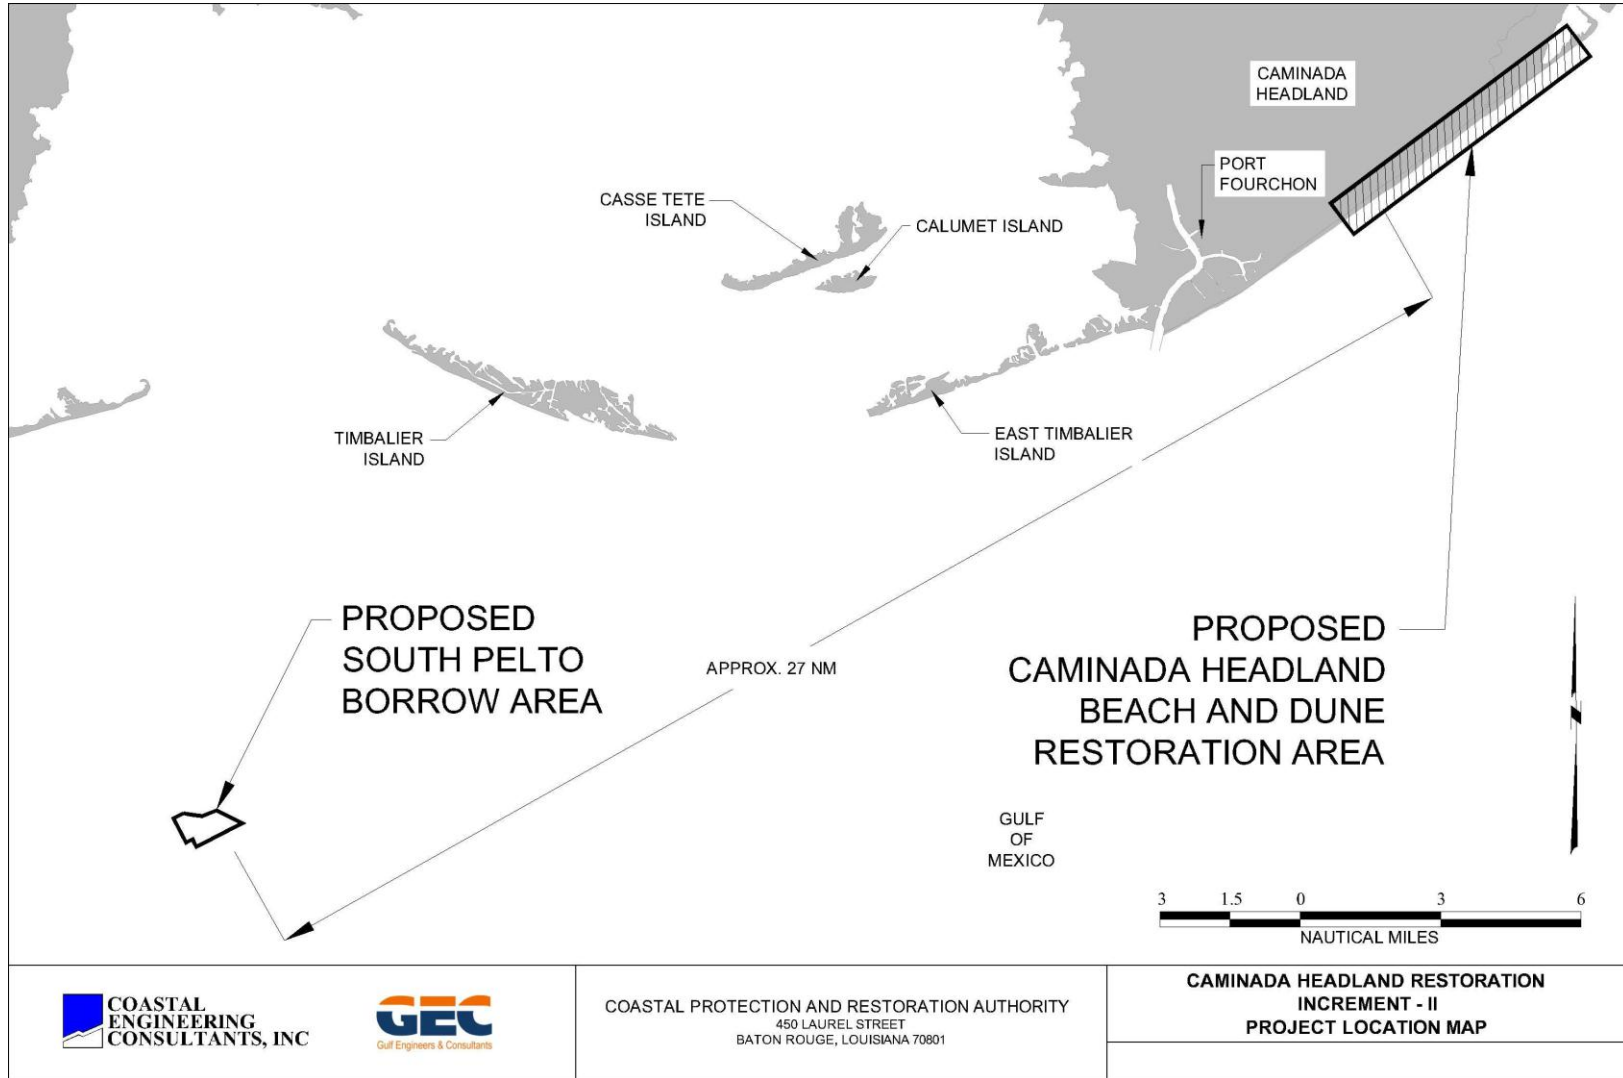 CAMINADA
HEADLAND
PORT
FOURCHON
CASSE TETE
ISLAND
CALUMET ISLAND
TIMBALIER
ISLAND
EAST TIMBALIER
ISLAND
PROPOSED
SOUTH PELTO
BORROW AREA
APPROX. 27 NM
PROPOSED
CAMINADA HEADLAND
BEACH AND DUNE
RESTORATION AREA
GULF
OF
MEXICO
3 1.5 0 3 6
NAUTICAL MILES
COASTAL
ENGINEERING
CONSULTANTS, INC
GEC
Gulf Engineers & Consultants
COASTAL PROTECTION AND RESTORATION AUTHORITY
450 LAUREL STREET
BATON ROUGE, LOUISIANA 70801
CAMINADA HEADLAND RESTORATION
INCREMENT - II
PROJECT LOCATION MAP